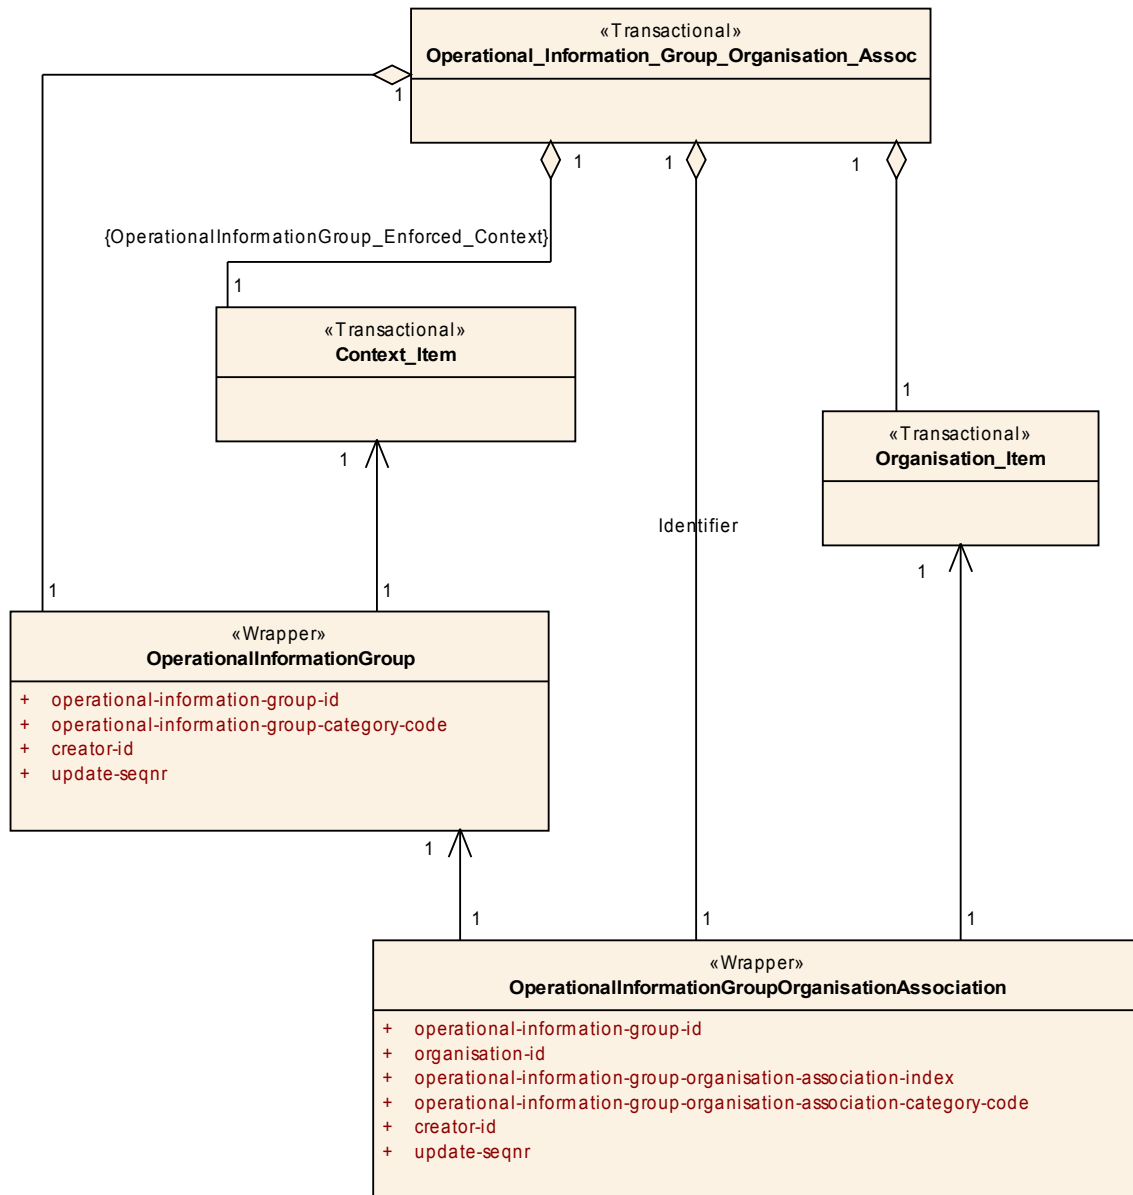 «Transactional»
Operational_Information_Group_Organisation_Assoc
1
1
1
1
{OperationalInformationGroup_Enforced_Context}
1
«Transactional»
Context_Item
1
«Transactional»
Organisation_Item
1
Identifier
1
1
1
«Wrapper»
OperationalInformationGroup
+ operational-information-group-id
+ operational-information-group-category-code
+ creator-id
+ update-seqnr
1
1
1
1
«Wrapper»
OperationalInformationGroupOrganisationAssociation
+ operational-information-group-id
+ organisation-id
+ operational-information-group-organisation-association-index
+ operational-information-group-organisation-association-category-code
+ creator-id
+ update-seqnr